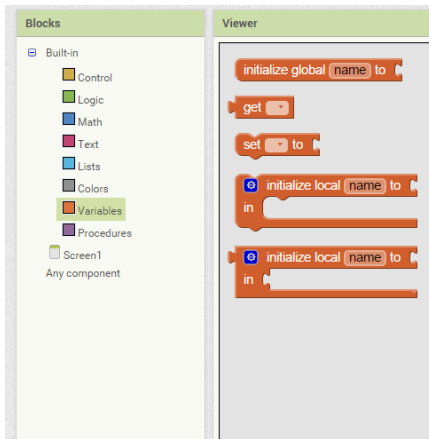 Blocks
Built-in
Control
Logic
Math
Text
Lists
Colors
Variables
Procedures
Screen1
Any component
Viewer
initialize global name to
get
set to
initialize local name to
in
initialize local name to
in